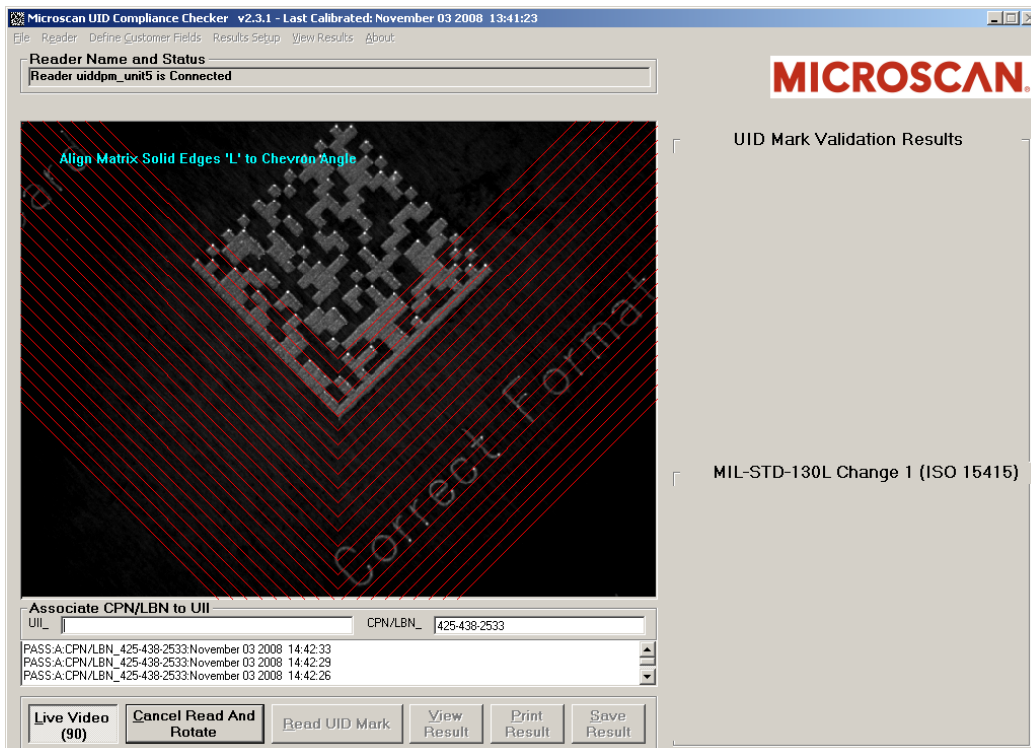 Microscan UID Compliance Checker v2.3.1 - Last Calibrated: November 03 2008 13:41:23
File Reader Define Customer Fields Results Setup View Results About
Reader Name and Status
Reader uiddpm_unit5 is Connected
MICROSCAN.
Align Matrix Solid Edges 'L' to Chevron Angle
Correct Format
UID Mark Validation Results
MIL-STD-130L Change 1 (ISO 15415)
Associate CPN/LBN to UII
UII_
CPN/LBN_ 425-438-2533
PASS:A:CPN/LBN_425-438-2533:November 03 2008 14:42:33
PASS:A:CPN/LBN_425-438-2533:November 03 2008 14:42:29
PASS:A:CPN/LBN_425-438-2533:November 03 2008 14:42:26
Live Video (90)
Cancel Read And Rotate
Read UID Mark
View Result
Print Result
Save Result